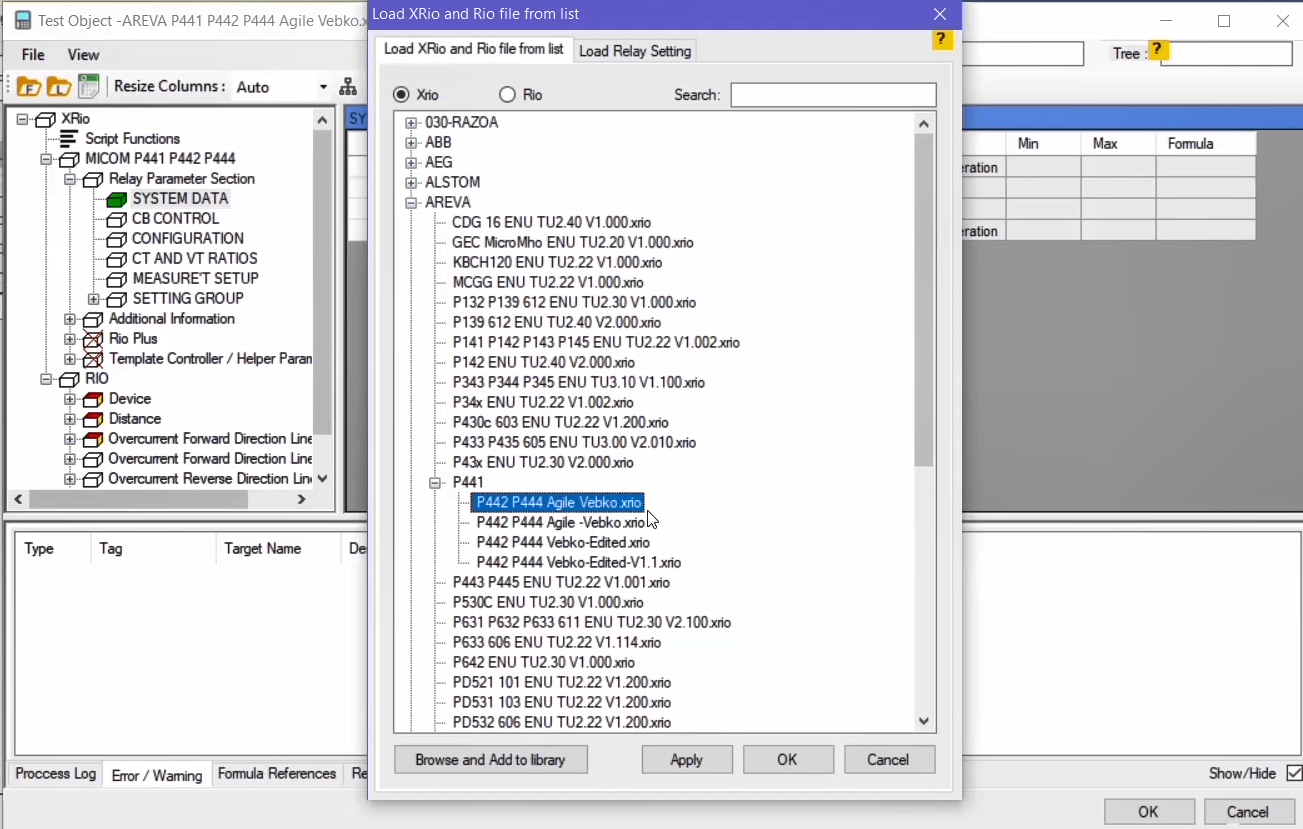 Test Object -AREVA P441 P442 P444 Agile Vebko.x
File View
Resize Columns : Auto
XRio
Script Functions
MICOM P441 P442 P444
Relay Parameter Section
SYSTEM DATA
CB CONTROL
CONFIGURATION
CT AND VT RATIOS
MEASURE'T SETUP
SETTING GROUP
Additional Information
Rio Plus
Template Controller / Helper Param
RIO
Device
Distance
Overcurrent Forward Direction Line
Overcurrent Forward Direction Line
Overcurrent Reverse Direction Lin
SY
Type Tag Target Name De
Proccess Log Error / Warning Formula References Re
Load XRio and Rio file from list
?
Load XRio and Rio file from list Load Relay Setting
Xrio Rio Search:
030-RAZOA
ABB
AEG
ALSTOM
AREVA
CDG 16 ENU TU2.40 V1.000.xrio
GEC MicroMho ENU TU2.20 V1.000.xrio
KBCH120 ENU TU2.22 V1.000.xrio
MCGG ENU TU2.22 V1.000.xrio
P132 P139 612 ENU TU2.30 V1.000.xrio
P139 612 ENU TU2.40 V2.000.xrio
P141 P142 P143 P145 ENU TU2.22 V1.002.xrio
P142 ENU TU2.40 V2.000.xrio
P343 P344 P345 ENU TU3.10 V1.100.xrio
P34x ENU TU2.22 V1.002.xrio
P430c 603 ENU TU2.22 V1.200.xrio
P433 P435 605 ENU TU3.00 V2.010.xrio
P43x ENU TU2.30 V2.000.xrio
P441
P442 P444 Agile Vebko.xrio
P442 P444 Agile -Vebko.xrio
P442 P444 Vebko-Edited.xrio
P442 P444 Vebko-Edited-V1.1.xrio
P443 P445 ENU TU2.22 V1.001.xrio
P530C ENU TU2.30 V1.000.xrio
P631 P632 P633 611 ENU TU2.30 V2.100.xrio
P633 606 ENU TU2.22 V1.114.xrio
P642 ENU TU2.30 V1.000.xrio
PD521 101 ENU TU2.22 V1.200.xrio
PD531 103 ENU TU2.22 V1.200.xrio
PD532 606 ENU TU2.22 V1.200.xrio
Browse and Add to library Apply OK Cancel
Tree : ?
Min Max Formula
eration
eration
Show/Hide
OK Cancel